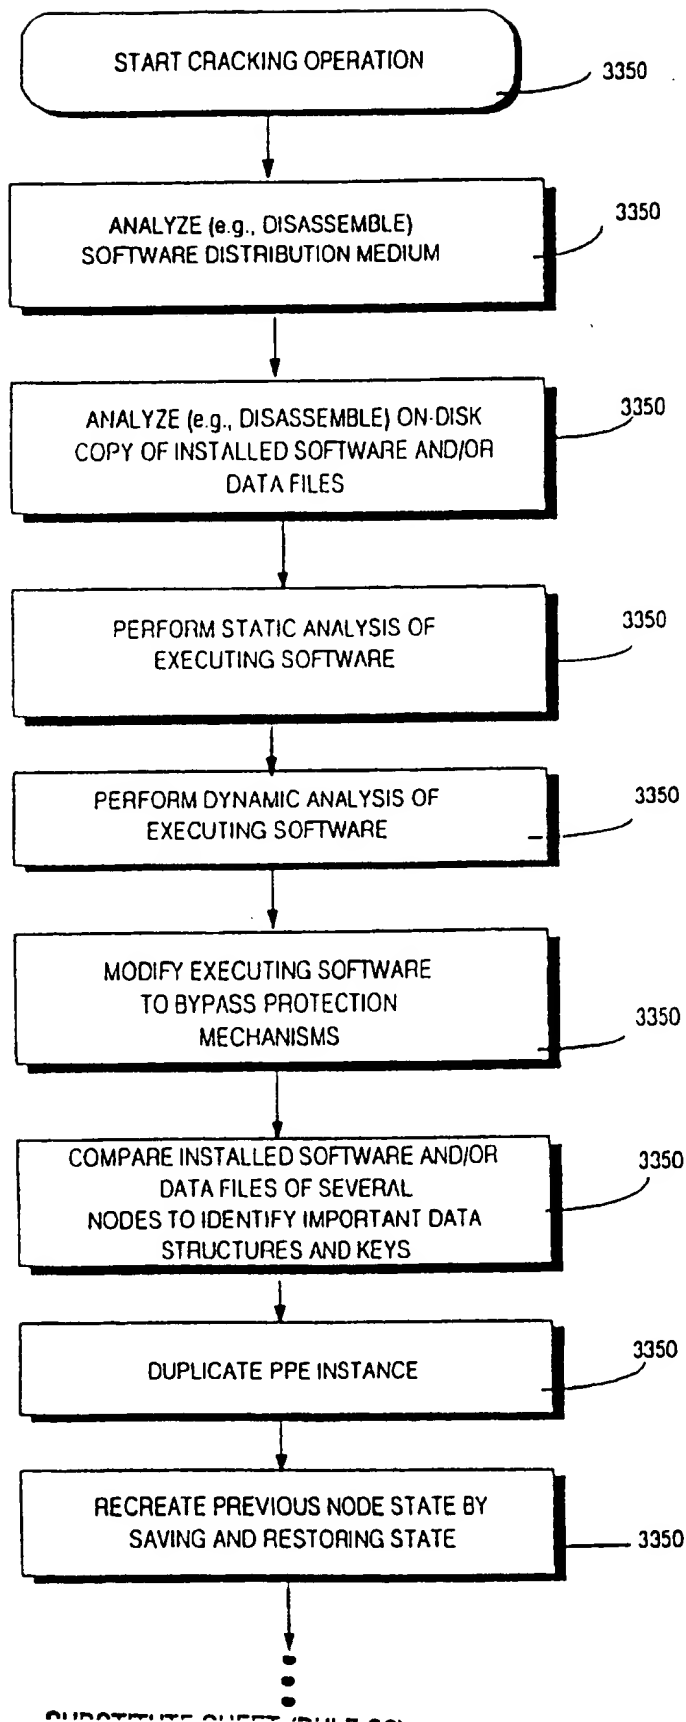 START CRACKING OPERATION
3350
ANALYZE (e.g., DISASSEMBLE)
SOFTWARE DISTRIBUTION MEDIUM
3350
ANALYZE (e.g., DISASSEMBLE) ON-DISK
COPY OF INSTALLED SOFTWARE AND/OR
DATA FILES
3350
PERFORM STATIC ANALYSIS OF
EXECUTING SOFTWARE
3350
PERFORM DYNAMIC ANALYSIS OF
EXECUTING SOFTWARE
3350
MODIFY EXECUTING SOFTWARE
TO BYPASS PROTECTION
MECHANISMS
3350
COMPARE INSTALLED SOFTWARE AND/OR
DATA FILES OF SEVERAL
NODES TO IDENTIFY IMPORTANT DATA
STRUCTURES AND KEYS
3350
DUPLICATE PPE INSTANCE
3350
RECREATE PREVIOUS NODE STATE BY
SAVING AND RESTORING STATE
3350
SUBSTITUTE SHEET